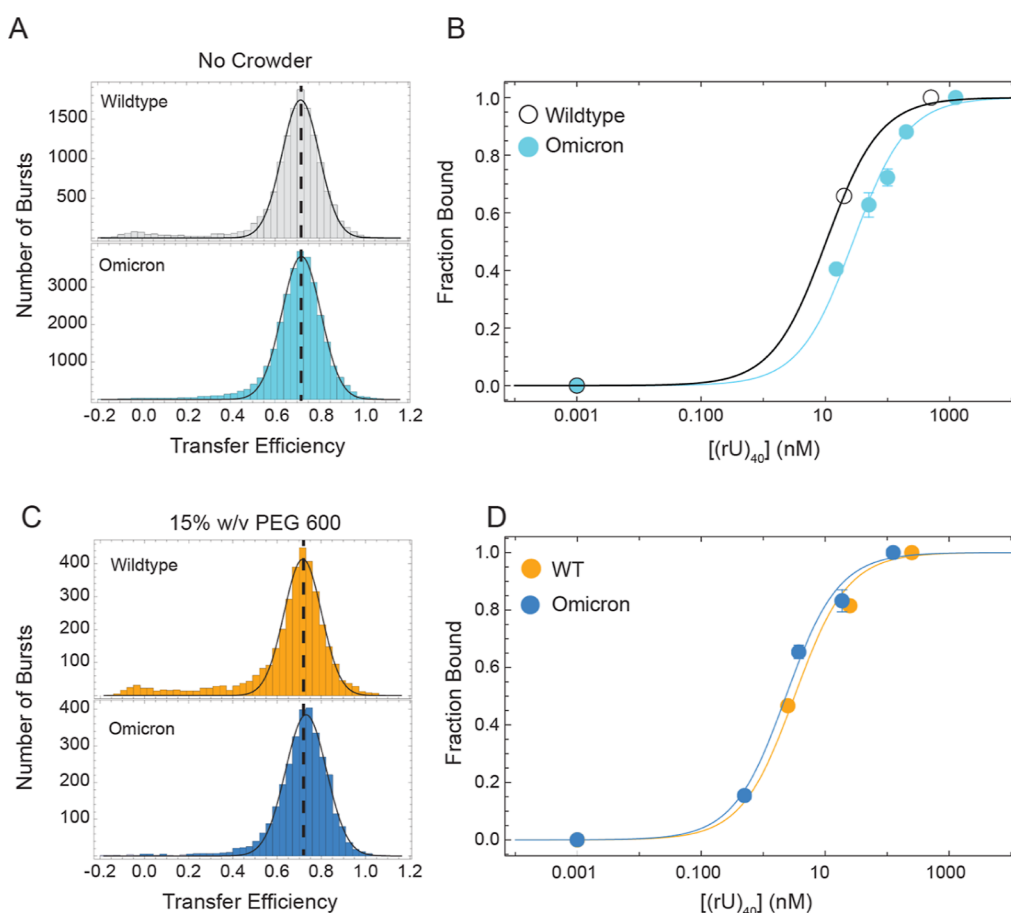 A
No Crowder
Wildtype
1500
1000
500
Omicron
3000
2000
1000
Number of Bursts
-0.2 0.0 0.2 0.4 0.6 0.8 1.0 1.2
Transfer Efficiency
B
Wildtype
Omicron
1.0
0.8
0.6
0.4
0.2
0.0
Fraction Bound
0.001 0.100 10 1000
[(rU)40] (nM)
C
15% w/v PEG 600
Wildtype
400
300
200
100
Omicron
400
300
200
100
Number of Bursts
-0.2 0.0 0.2 0.4 0.6 0.8 1.0 1.2
Transfer Efficiency
D
WT
Omicron
1.0
0.8
0.6
0.4
0.2
0.0
Fraction Bound
0.001 0.100 10 1000
[(rU)40] (nM)